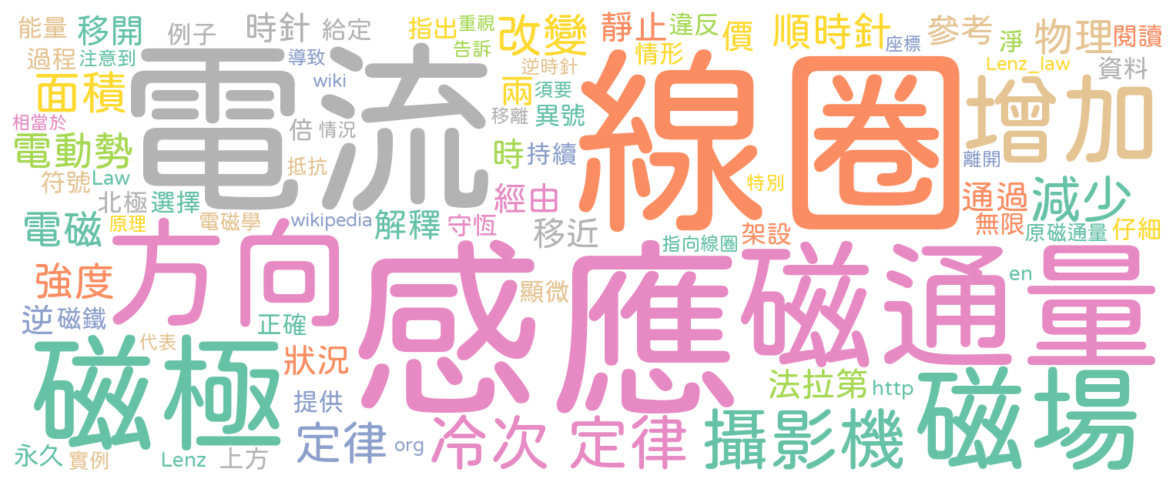 能量 移開 例子 時針 給定 指出 重視 改變 靜止 違反 價 順時針 座標 參考 淨 物理 閱讀
過程 注意到 導致 告訴 情形 Lenz_law 資料
面積 電流 wiki 逆時針 兩 須要 線圈 增加
相當於 倍 情況 移離 異號
電動勢 抵抗 時 持續 離開
符號 Law 特別
北極 選擇 經由 通過 減少
電磁 原理 電磁學 wikipedia 解釋 守恆 移近 架設 無限 原磁通量 仔細
方向 感應 指向線圈 磁通量 en
強度 顯微
逆 磁鐵 正確
磁極 代表 狀況 法拉第 http 磁場
提供
定律 org 冷次 定律 攝影機
永久 實例 Lenz 上方